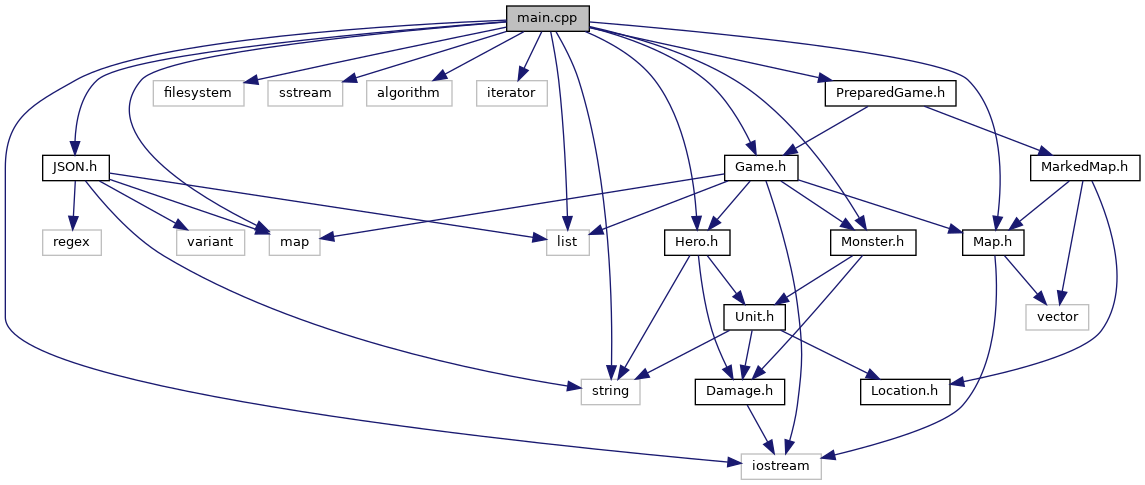 main.cpp
filesystem
sstream
algorithm
iterator
PreparedGame.h
JSON.h
Game.h
MarkedMap.h
regex
variant
map
list
Hero.h
Monster.h
Map.h
Unit.h
vector
string
Damage.h
Location.h
iostream